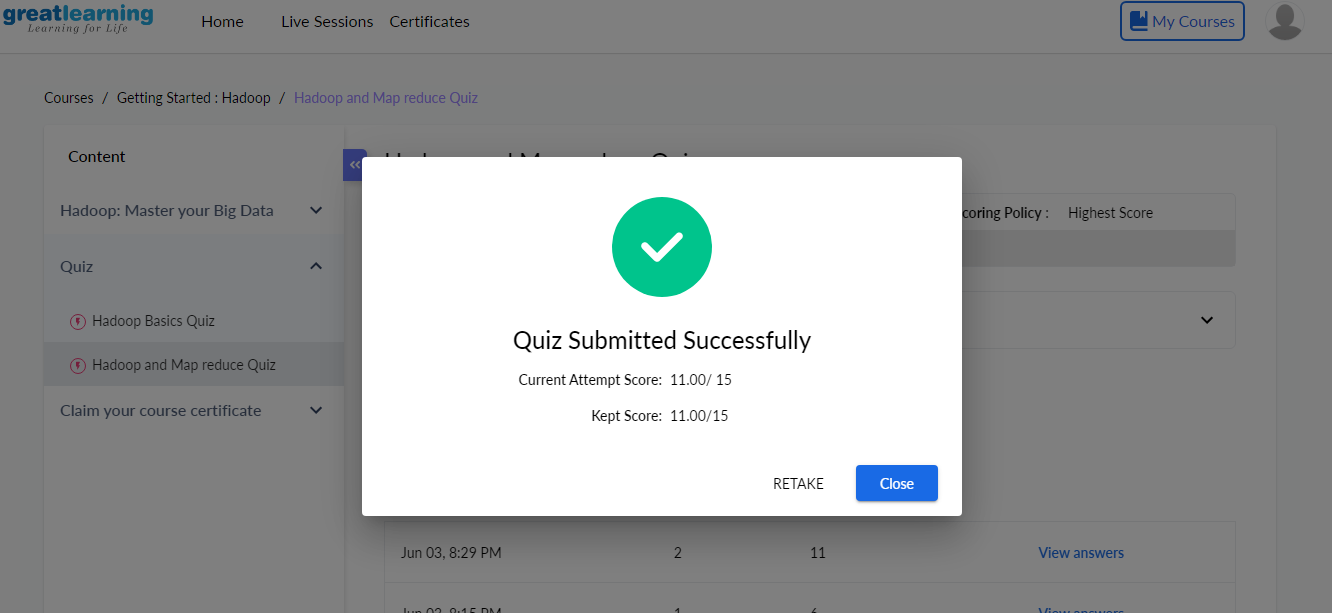 greatlearning
Learning for Life
Home Live Sessions Certificates My Courses
Courses / Getting Started : Hadoop / Hadoop and Map reduce Quiz
Content
Hadoop: Master your Big Data
Quiz
Hadoop Basics Quiz
Hadoop and Map reduce Quiz
Claim your course certificate
coring Policy : Highest Score
Quiz Submitted Successfully
Current Attempt Score: 11.00/ 15
Kept Score: 11.00/15
RETAKE Close
Jun 03, 8:29 PM 2 11 View answers